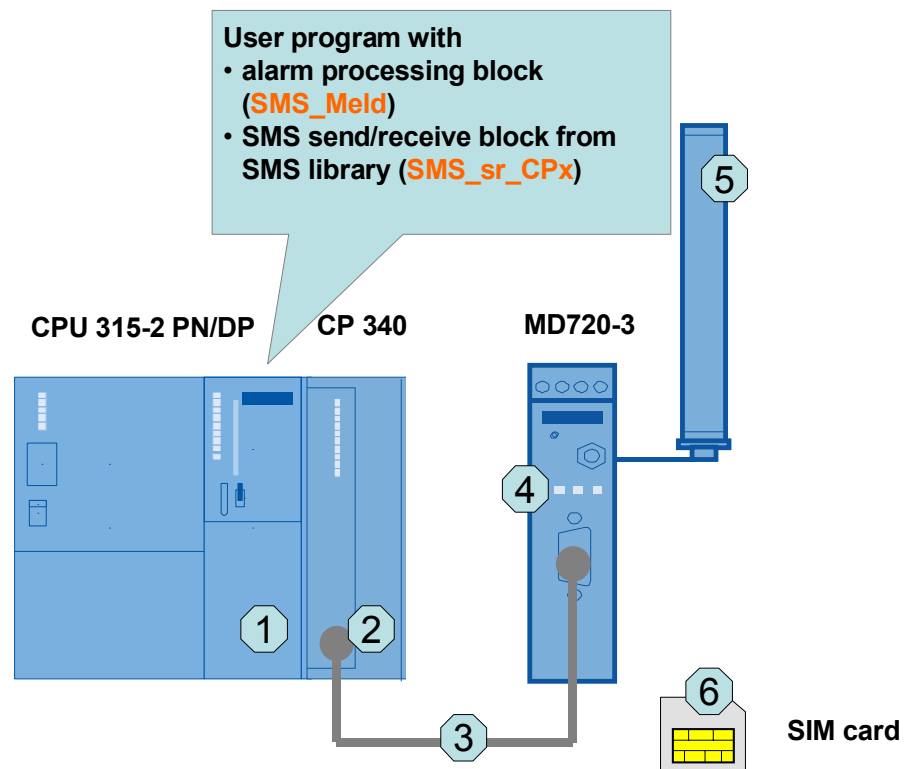 User program with
• alarm processing block
(SMS_Meld)
• SMS send/receive block from
SMS library (SMS_sr_CPx)
5
CPU 315-2 PN/DP
CP 340
MD720-3
4
1
2
3
6
SIM card